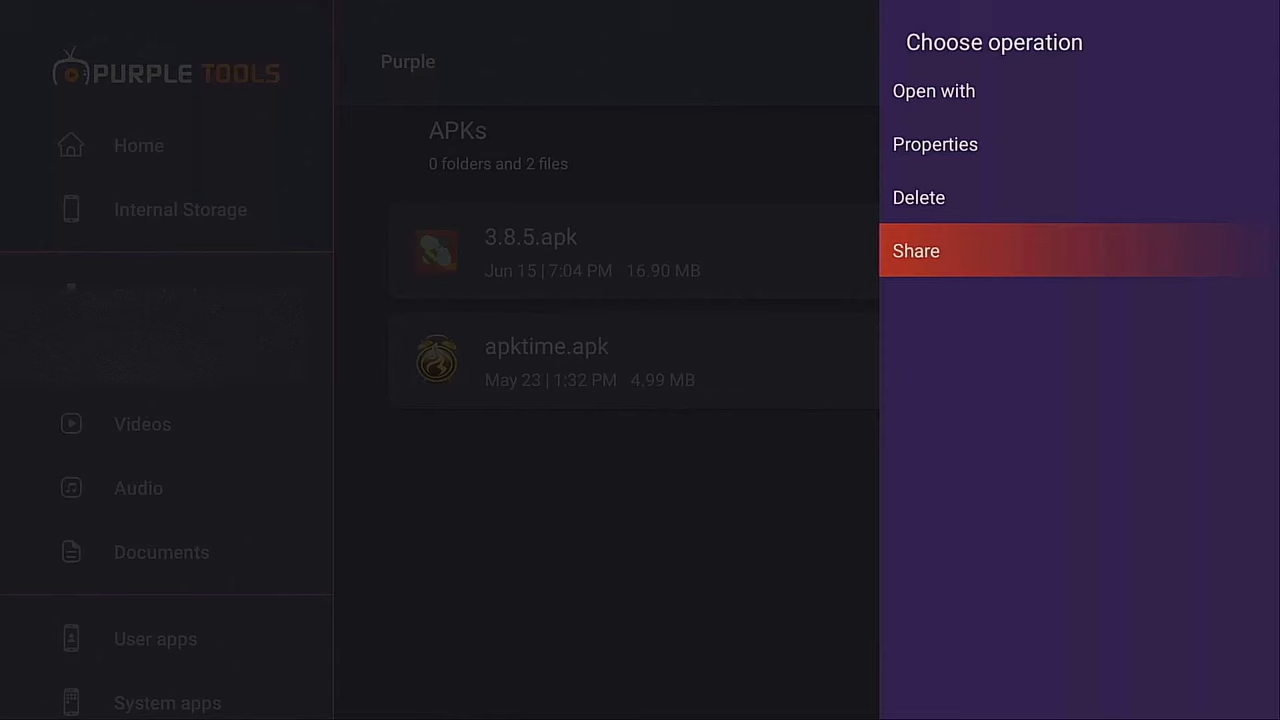 PURPLE TOOLS
Home
Internal Storage
Videos
Audio
Documents
User apps
System apps
Purple
APKs
0 folders and 2 files
3.8.5.apk
Jun 15 | 7:04 PM 16.90 MB
apktime.apk
May 23 | 1:32 PM 4.99 MB
Choose operation
Open with
Properties
Delete
Share